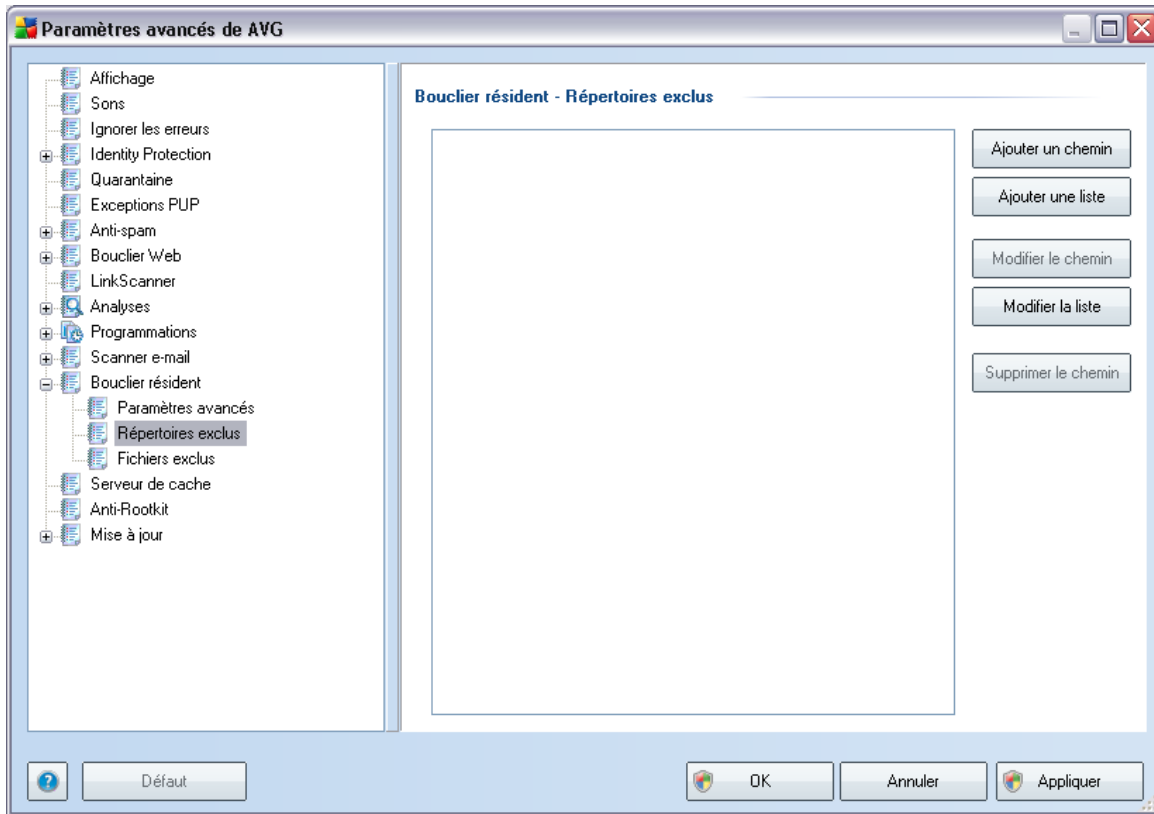 Paramètres avancés de AVG
Affichage
Sons
Ignorer les erreurs
Identity Protection
Quarantaine
Exceptions PUP
Anti-spam
Bouclier Web
LinkScanner
Analyses
Programmations
Scanner e-mail
Bouclier résident
Paramètres avancés
Répertoires exclus
Fichiers exclus
Serveur de cache
Anti-Rootkit
Mise à jour
Bouclier résident - Répertoires exclus
Ajouter un chemin
Ajouter une liste
Modifier le chemin
Modifier la liste
Supprimer le chemin
?
Défaut
OK
Annuler
Appliquer